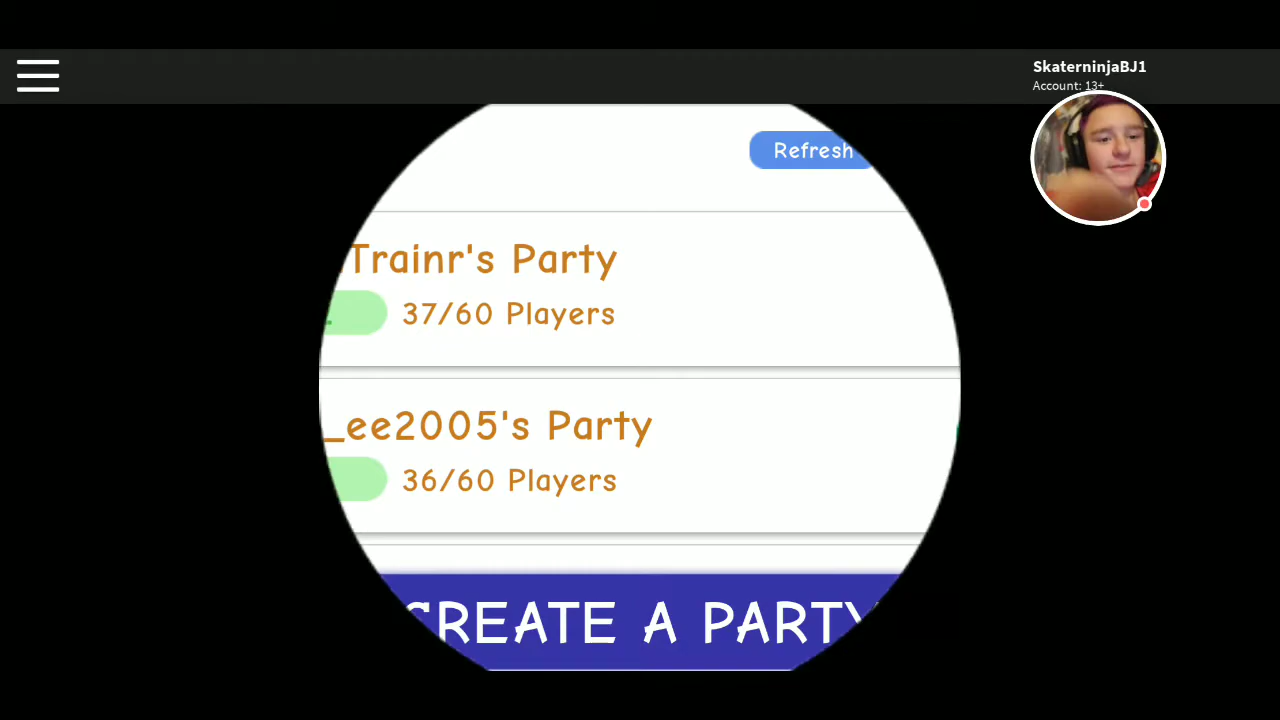 SkaterninjaBJ1
Account: 13+
Refresh
Trainr's Party
37/60 Players
_ee2005's Party
36/60 Players
CREATE A PARTY